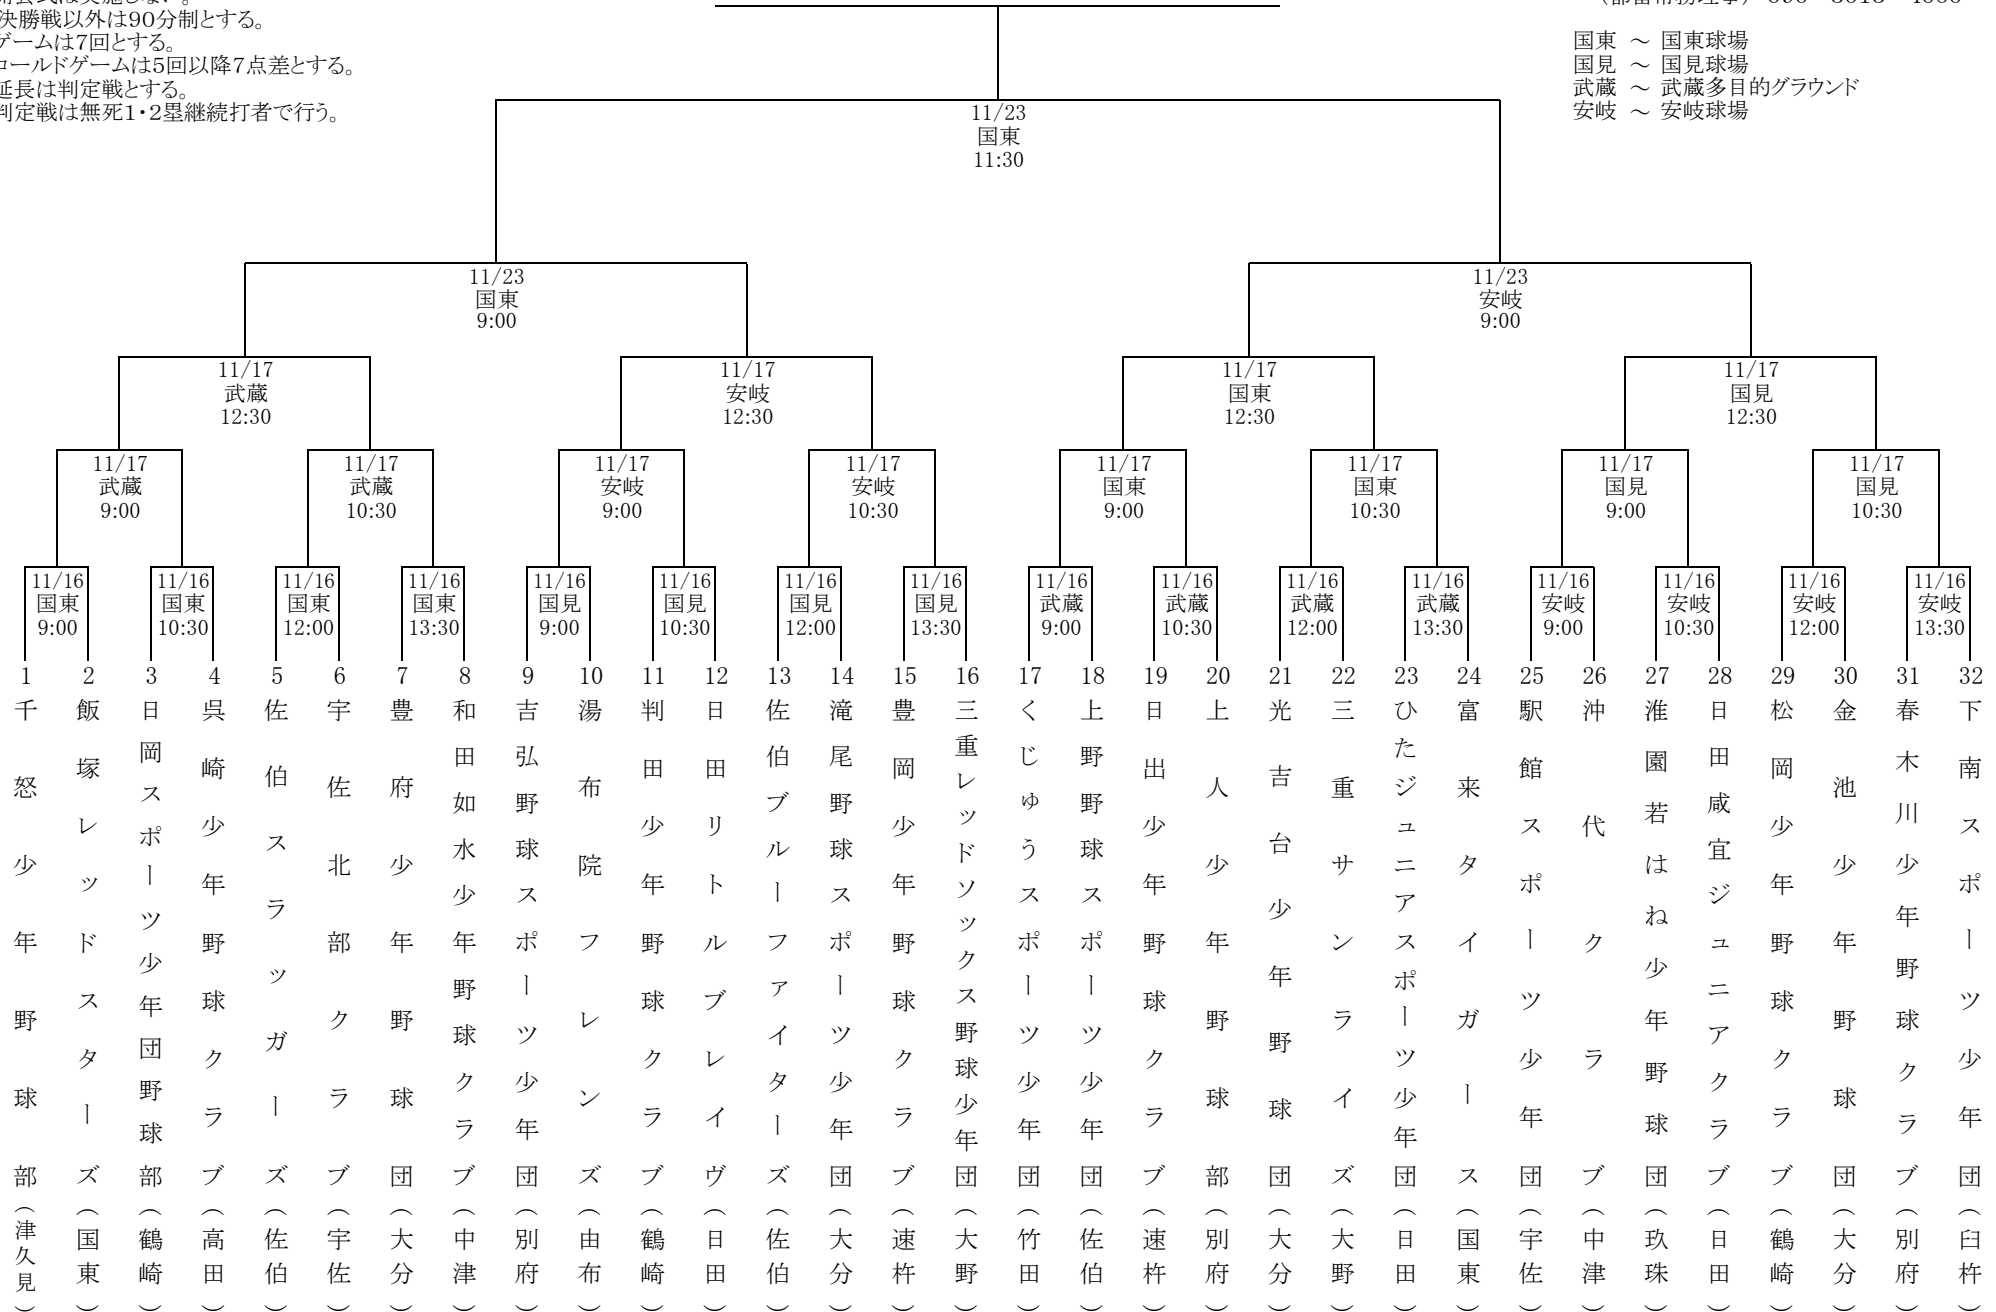 決勝戦以外は90分制とする。
ゲームは7回とする。
コールドゲームは5回以降7点差とする。
延長は判定戦とする。
判定戦は無死1・2塁継続打者で行う。
国東 ～ 国東球場
国見 ～ 国見球場
武蔵 ～ 武蔵多目的グラウンド
安岐 ～ 安岐球場
11/23
国東
11:30
11/23
国東
9:00
11/23
安岐
9:00
11/17
武蔵
12:30
11/17
安岐
12:30
11/17
国東
12:30
11/17
国見
12:30
11/17
武蔵
9:00
11/17
武蔵
10:30
11/17
安岐
9:00
11/17
安岐
10:30
11/17
国東
9:00
11/17
国東
10:30
11/17
国見
9:00
11/17
国見
10:30
11/16
国東
9:00
11/16
国東
10:30
11/16
国東
12:00
11/16
国東
13:30
11/16
国見
9:00
11/16
国見
10:30
11/16
国見
12:00
11/16
国見
13:30
11/16
武蔵
9:00
11/16
武蔵
10:30
11/16
武蔵
12:00
11/16
武蔵
13:30
11/16
安岐
9:00
11/16
安岐
10:30
11/16
安岐
12:00
11/16
安岐
13:30
1 千怒少年野球部（津久見）
2 飯塚レッドスターズ（国東）
3 日岡スポーツ少年団野球部（鶴崎）
4 呉崎少年野球クラブ（高田）
5 佐伯スラッガーズ（佐伯）
6 宇佐北部クラブ（宇佐）
7 豊府少年野球団（大分）
8 和田如水少年野球クラブ（中津）
9 吉弘野球スポーツ少年団（別府）
10 湯布院フレンズ（由布）
11 判田少年野球クラブ（鶴崎）
12 日田リトルブレイヴ（日田）
13 佐伯ブルーファイターズ（佐伯）
14 滝尾野球スポーツ少年団（大分）
15 豊岡少年野球クラブ（速杵）
16 三重レッドソックス野球少年団（大野）
17 くじゅうスポーツ少年団（竹田）
18 上野野球スポーツ少年団（佐伯）
19 日出少年野球クラブ（速杵）
20 上人少年野球部（別府）
21 光吉台少年野球団（大分）
22 三重サンライズ（大野）
23 ひたジュニアスポーツ少年団（日田）
24 富来タイガース（国東）
25 駅館スポーツ少年団（宇佐）
26 沖代クラブ（中津）
27 淮園若はね少年野球団（玖珠）
28 日田咸宜ジュニアクラブ（日田）
29 松岡少年野球クラブ（鶴崎）
30 金池少年野球団（大分）
31 春木川少年野球クラブ（別府）
32 下南スポーツ少年団（臼杵）